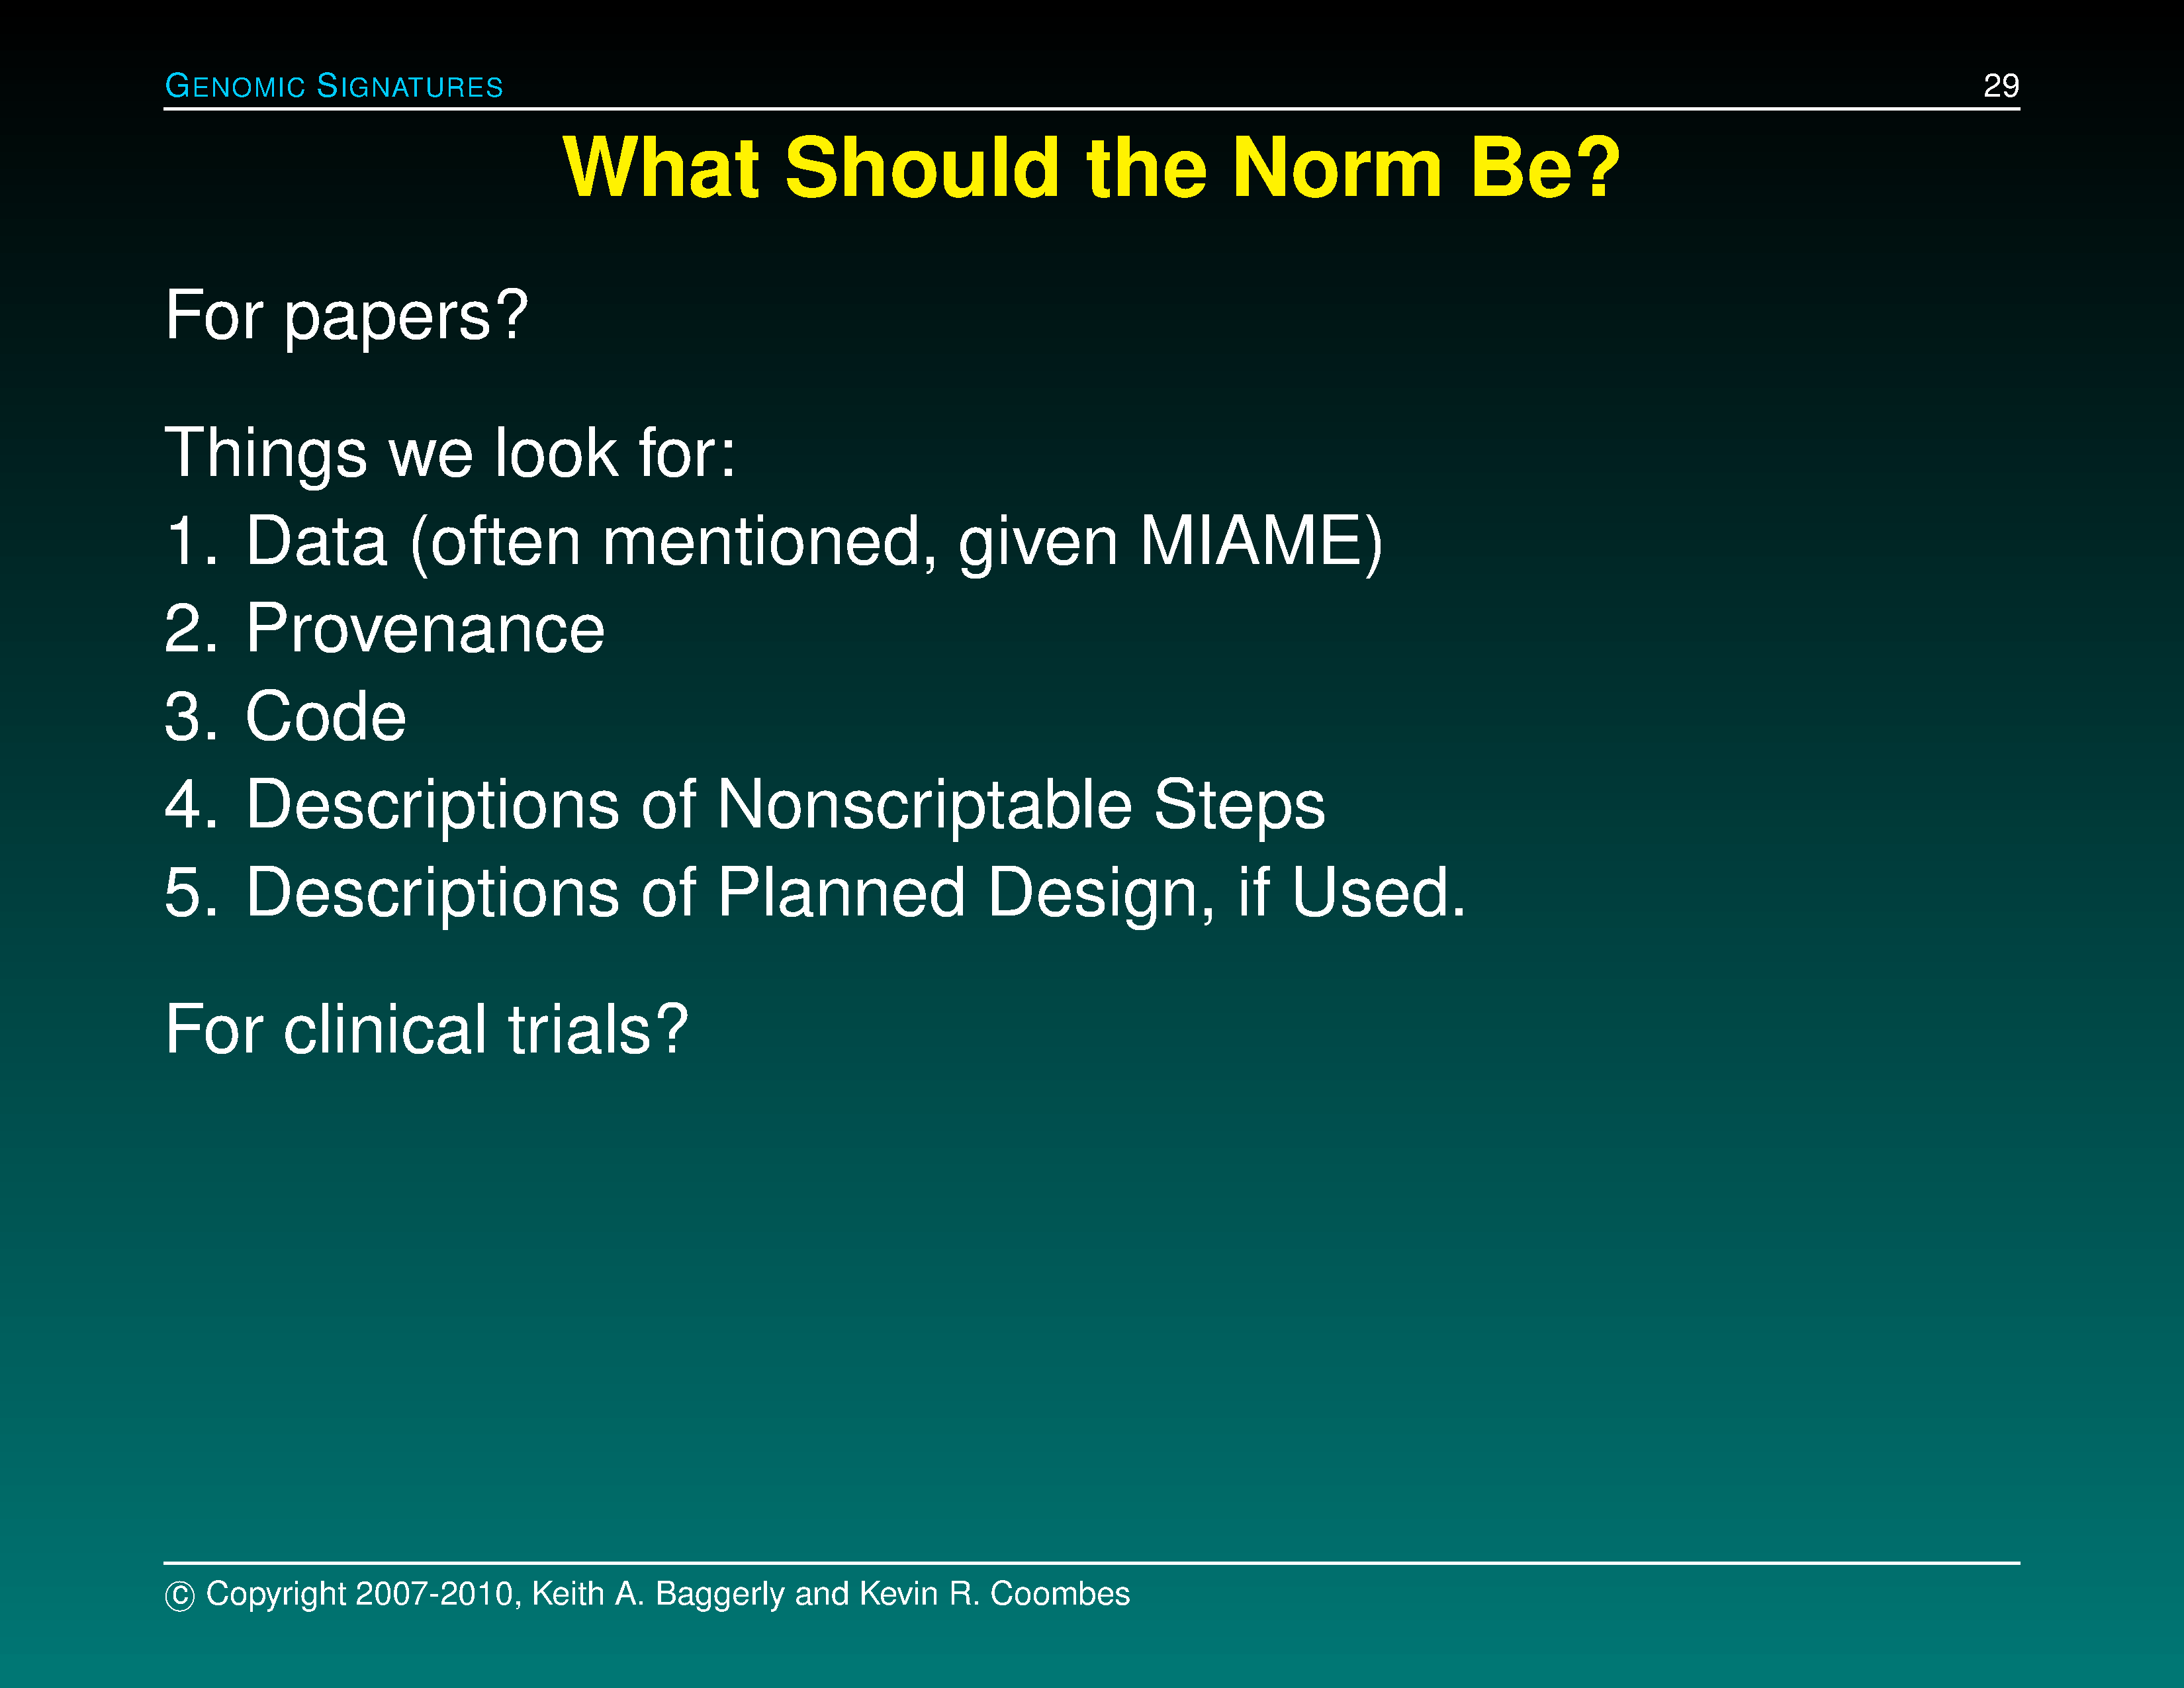 GENOMIC SIGNATURES 29
What Should the Norm Be?
For papers?
Things we look for:
1. Data (often mentioned, given MIAME)
2. Provenance
3. Code
4. Descriptions of Nonscriptable Steps
5. Descriptions of Planned Design, if Used.
For clinical trials?
© Copyright 2007-2010, Keith A. Baggerly and Kevin R. Coombes